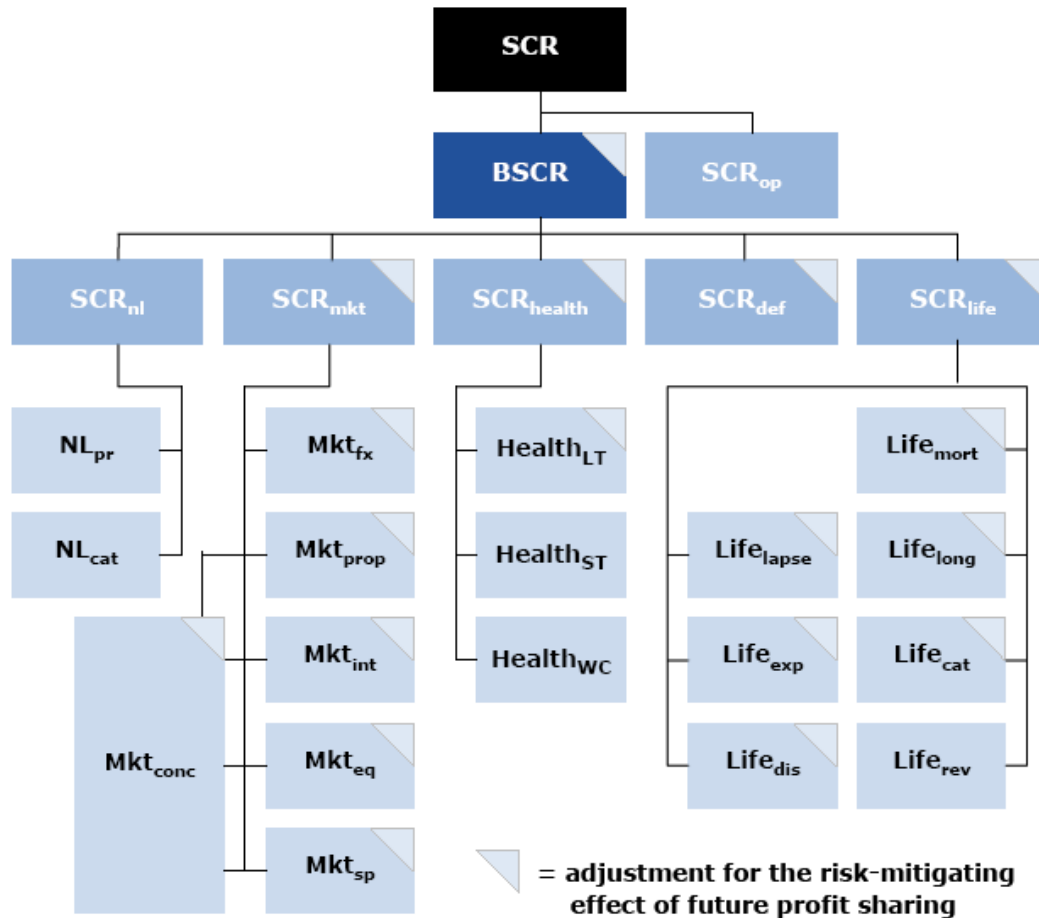 SCR
BSCR
SCRop
SCRnl
SCRmkt
SCRhealth
SCRdef
SCRlife
NLpr
Mktfx
HealthLT
Lifemort
NLcat
Mktprop
HealthST
Lifelapse
Lifelong
Mktconc
Mktint
HealthWC
Lifeexp
Lifecat
Mkteq
Lifedis
Liferev
Mktsp
= adjustment for the risk-mitigating
effect of future profit sharing